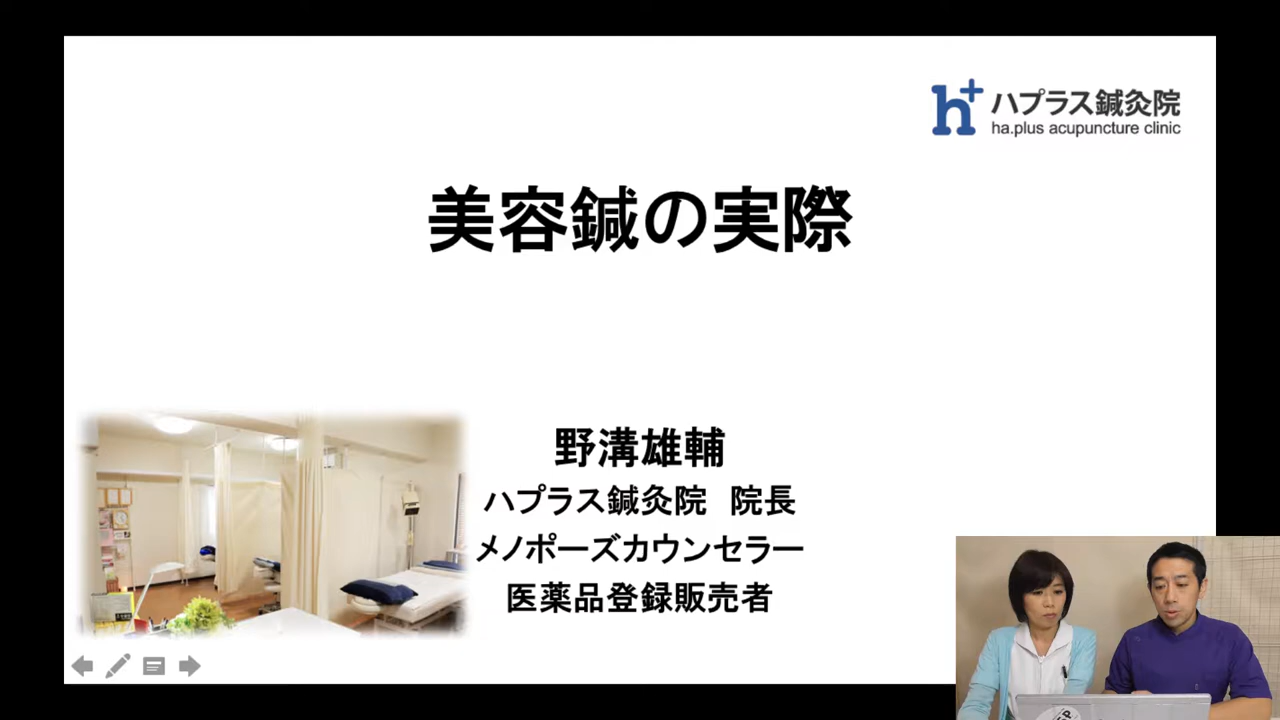 ハプラス鍼灸院
ha.plus acupuncture clinic
美容鍼の実際
野溝雄輔
ハプラス鍼灸院 院長
メノポーズカウンセラー
医薬品登録販売者